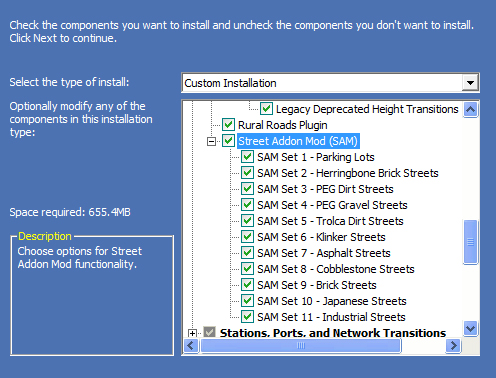 Check the components you want to install and uncheck the components you don't want to install.
Click Next to continue.
Select the type of install:
Custom Installation
Optionally modify any of the
components in this installation
type:
Legacy Deprecated Height Transitions
Rural Roads Plugin
Street Addon Mod (SAM)
SAM Set 1 - Parking Lots
SAM Set 2 - Herringbone Brick Streets
SAM Set 3 - PEG Dirt Streets
SAM Set 4 - PEG Gravel Streets
SAM Set 5 - Trolca Dirt Streets
SAM Set 6 - Klinker Streets
SAM Set 7 - Asphalt Streets
SAM Set 8 - Cobblestone Streets
SAM Set 9 - Brick Streets
SAM Set 10 - Japanese Streets
SAM Set 11 - Industrial Streets
Stations, Ports, and Network Transitions
Space required: 655.4MB
Description
Choose options for Street
Addon Mod functionality.